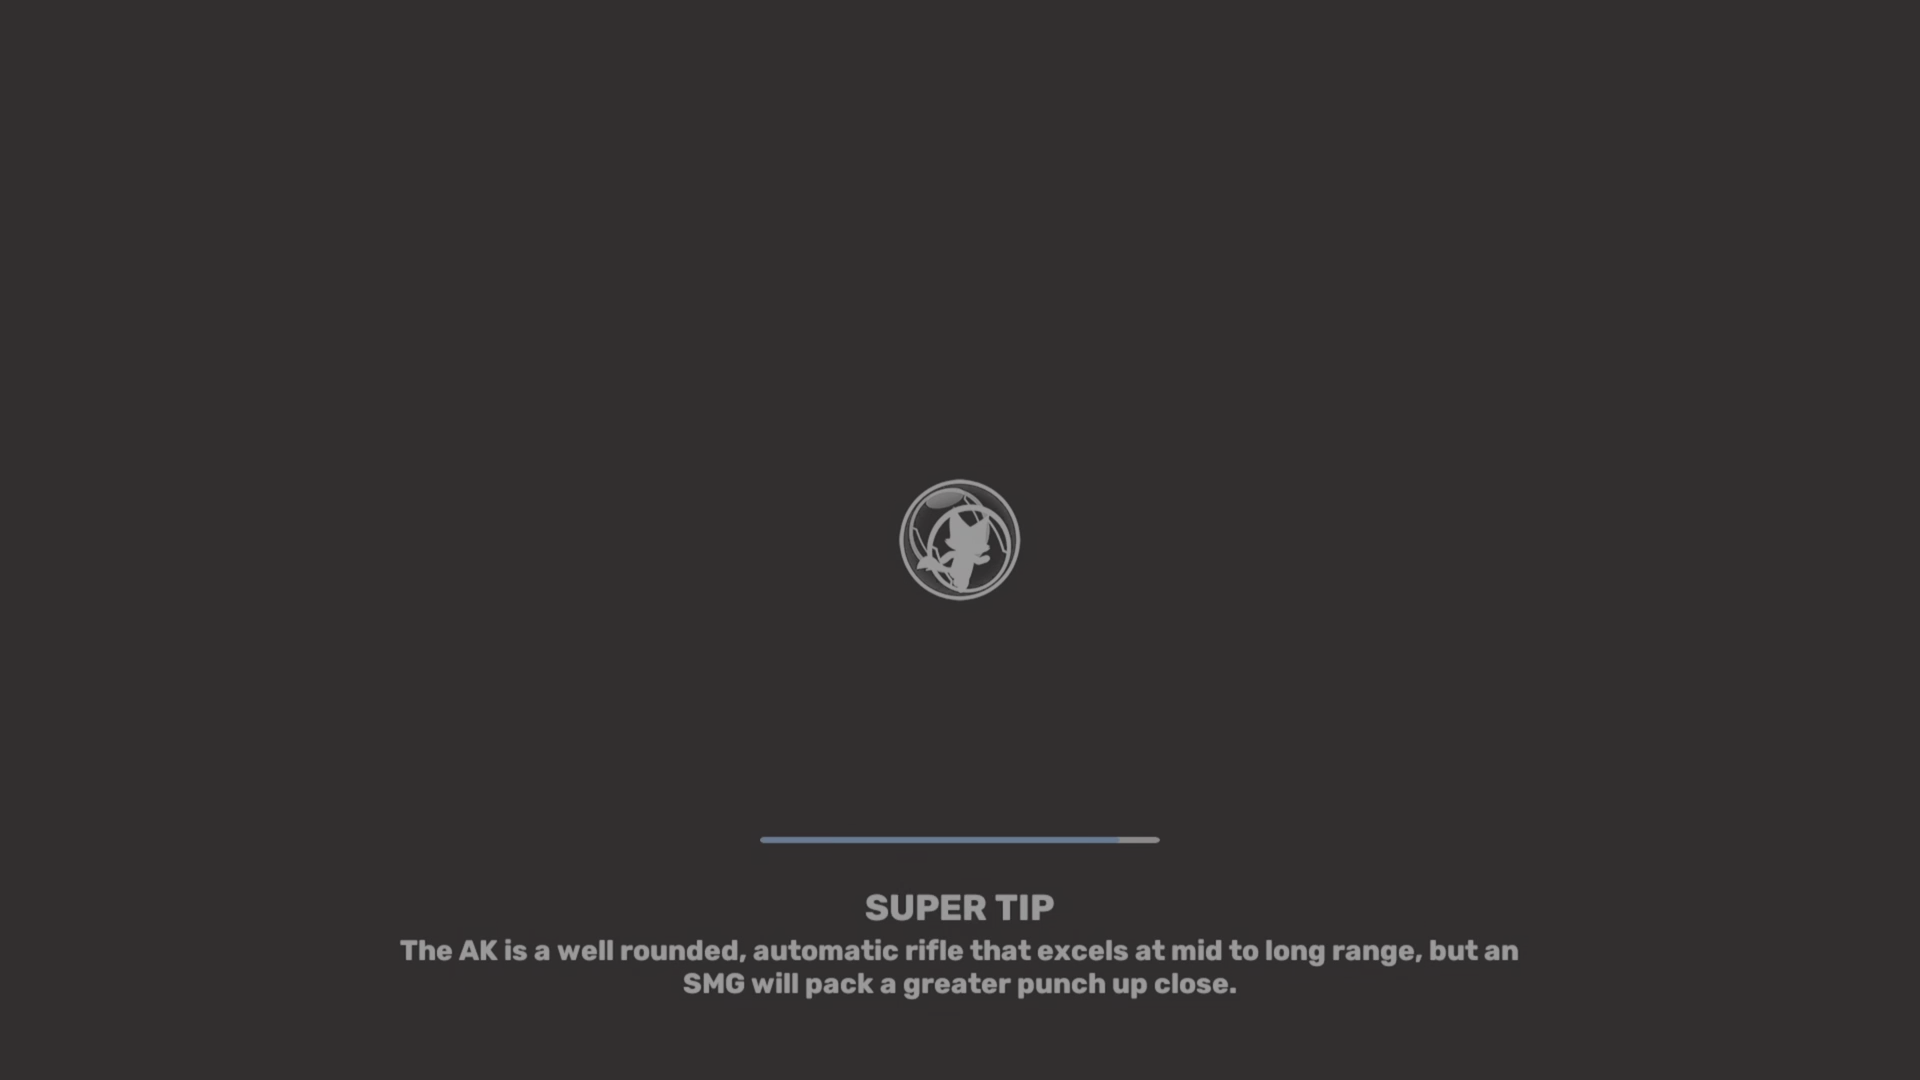 SUPER TIP
The AK is a well rounded, automatic rifle that excels at mid to long range, but an
SMG will pack a greater punch up close.